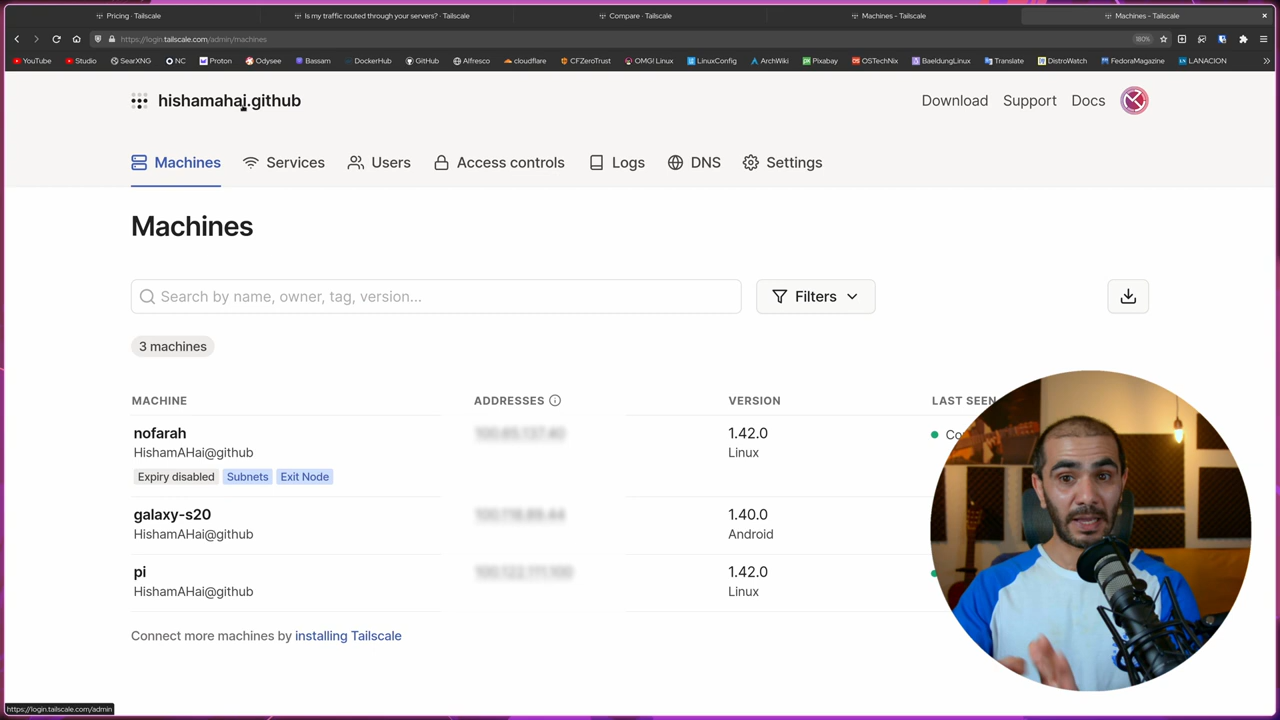 Pricing · Tailscale
Is my traffic routed through your servers? · Tailscale
Compare · Tailscale
Machines - Tailscale
Machines - Tailscale
https://login.tailscale.com/admin/machines
180%
YouTube
Studio
SearXNG
NC
Proton
Odysee
Bassam
DockerHub
GitHub
Alfresco
cloudflare
CFZeroTrust
OMG! Linux
LinuxConfig
ArchWiki
Pixabay
OSTechNix
BaeldungLinux
Translate
DistroWatch
FedoraMagazine
LANACION
hishamahai.github
Download
Support
Docs
Machines
Services
Users
Access controls
Logs
DNS
Settings
Machines
Search by name, owner, tag, version...
Filters
3 machines
MACHINE
ADDRESSES
VERSION
LAST SEEN
nofarah
1.42.0
HishamAHai@github
Linux
Expiry disabled
Subnets
Exit Node
galaxy-s20
1.40.0
HishamAHai@github
Android
pi
1.42.0
HishamAHai@github
Linux
Connect more machines by installing Tailscale
https://login.tailscale.com/admin